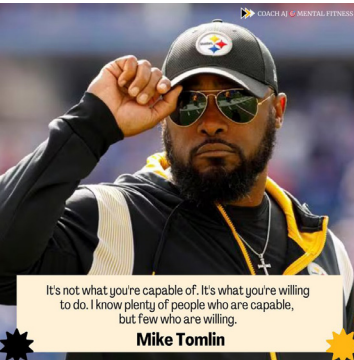 COACH AJ MENTAL FITNESS
It's not what you're capable of. It's what you're willing
to do. I know plenty of people who are capable,
but few who are willing.
Mike Tomlin